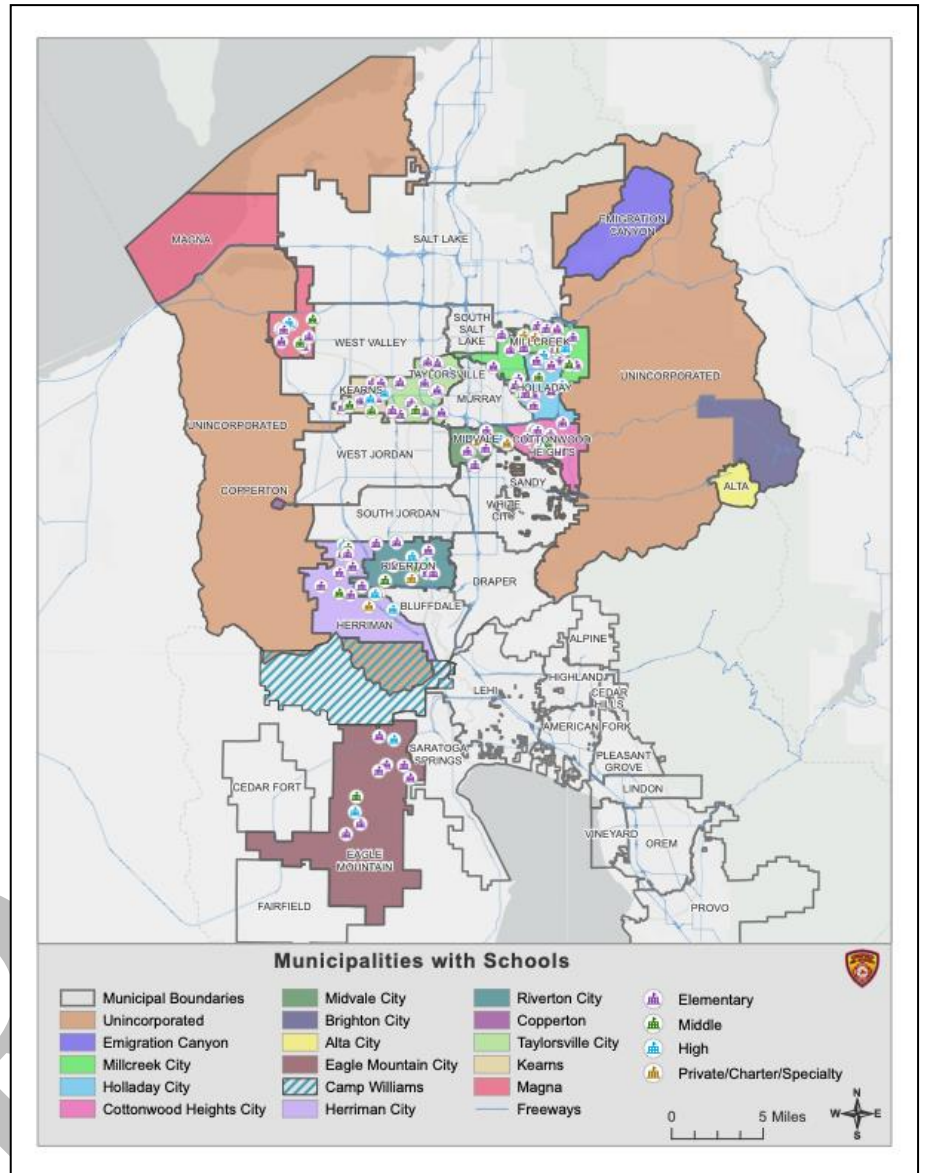 EMIGRATION
CANYON
MAGNA
SALT LAKE
SOUTH
SALT
LAKE
WEST VALLEY
MILLCREEK
TAYLORSVILLE
UNINCORPORATED
KEARNS
HOLLADAY
MURRAY
UNINCORPORATED
MIDVALE
COTTONWOOD
HEIGHTS
WEST JORDAN
SANDY
ALTA
COPPERTON
WHITE
CITY
SOUTH JORDAN
RIVERTON
DRAPER
BLUFFDALE
HERRIMAN
ALPINE
HIGHLAND
LEHI
CEDAR
HILLS
AMERICAN FORK
SARATOGA
SPRINGS
PLEASANT
GROVE
CEDAR FORT
LINDON
VINEYARD
OREM
EAGLE
MOUNTAIN
FAIRFIELD
PROVO
Municipalities with Schools
Municipal Boundaries
Unincorporated
Emigration Canyon
Millcreek City
Holladay City
Cottonwood Heights City
Midvale City
Brighton City
Alta City
Eagle Mountain City
Camp Williams
Herriman City
Riverton City
Copperton
Taylorsville City
Kearns
Magna
Freeways
Elementary
Middle
High
Private/Charter/Specialty
0 5 Miles
N
W E
S